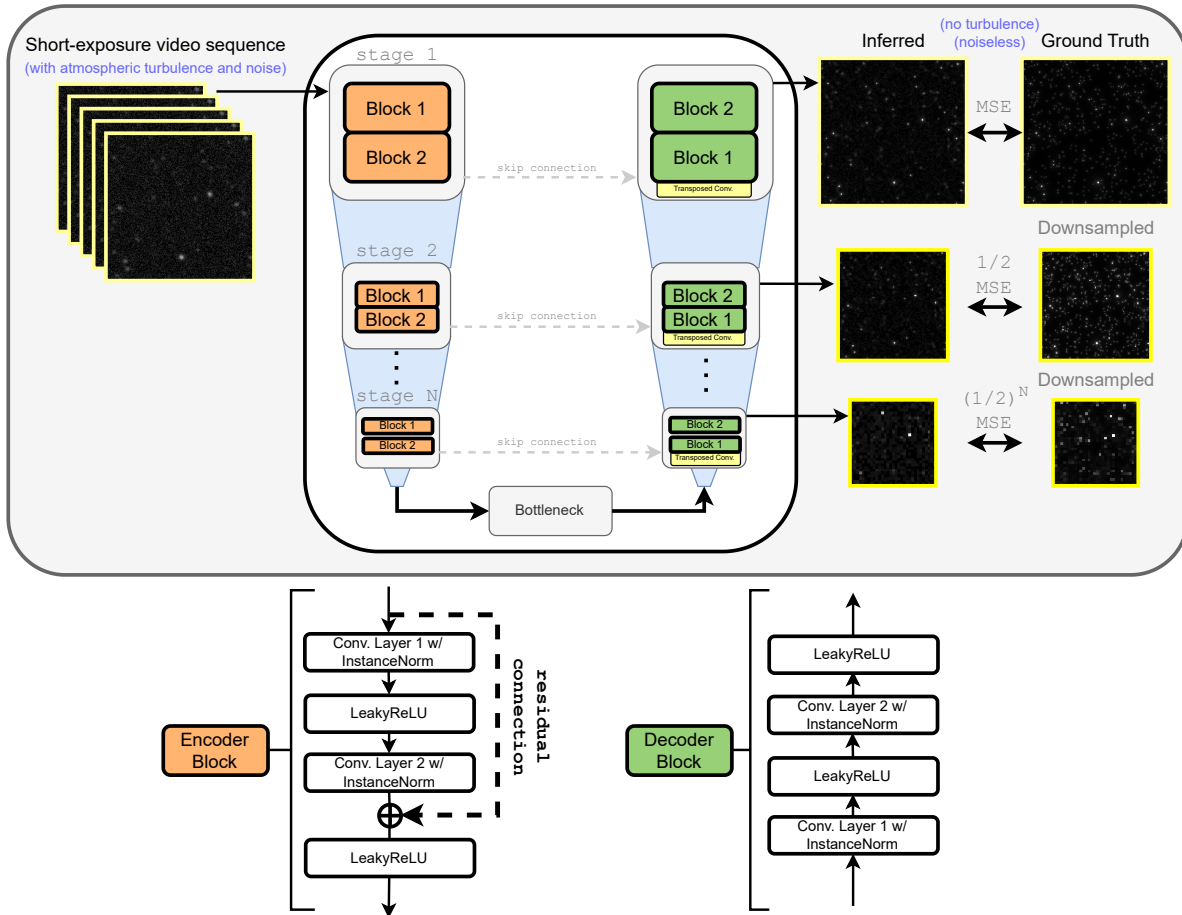 Short-exposure video sequence
(with atmospheric turbulence and noise)
stage 1
Block 1
Block 2
skip connection
Block 2
Block 1
Transposed Conv.
Inferred
(no turbulence)
(noiseless)
Ground Truth
MSE
stage 2
Block 1
Block 2
skip connection
Block 2
Block 1
Transposed Conv.
Downsampled
1/2
MSE
stage N
Block 1
Block 2
skip connection
Block 2
Block 1
Transposed Conv.
Downsampled
(1/2)^N
MSE
Bottleneck
Encoder
Block
Conv. Layer 1 w/
InstanceNorm
LeakyReLU
Conv. Layer 2 w/
InstanceNorm
LeakyReLU
residual
connection
Decoder
Block
LeakyReLU
Conv. Layer 2 w/
InstanceNorm
LeakyReLU
Conv. Layer 1 w/
InstanceNorm